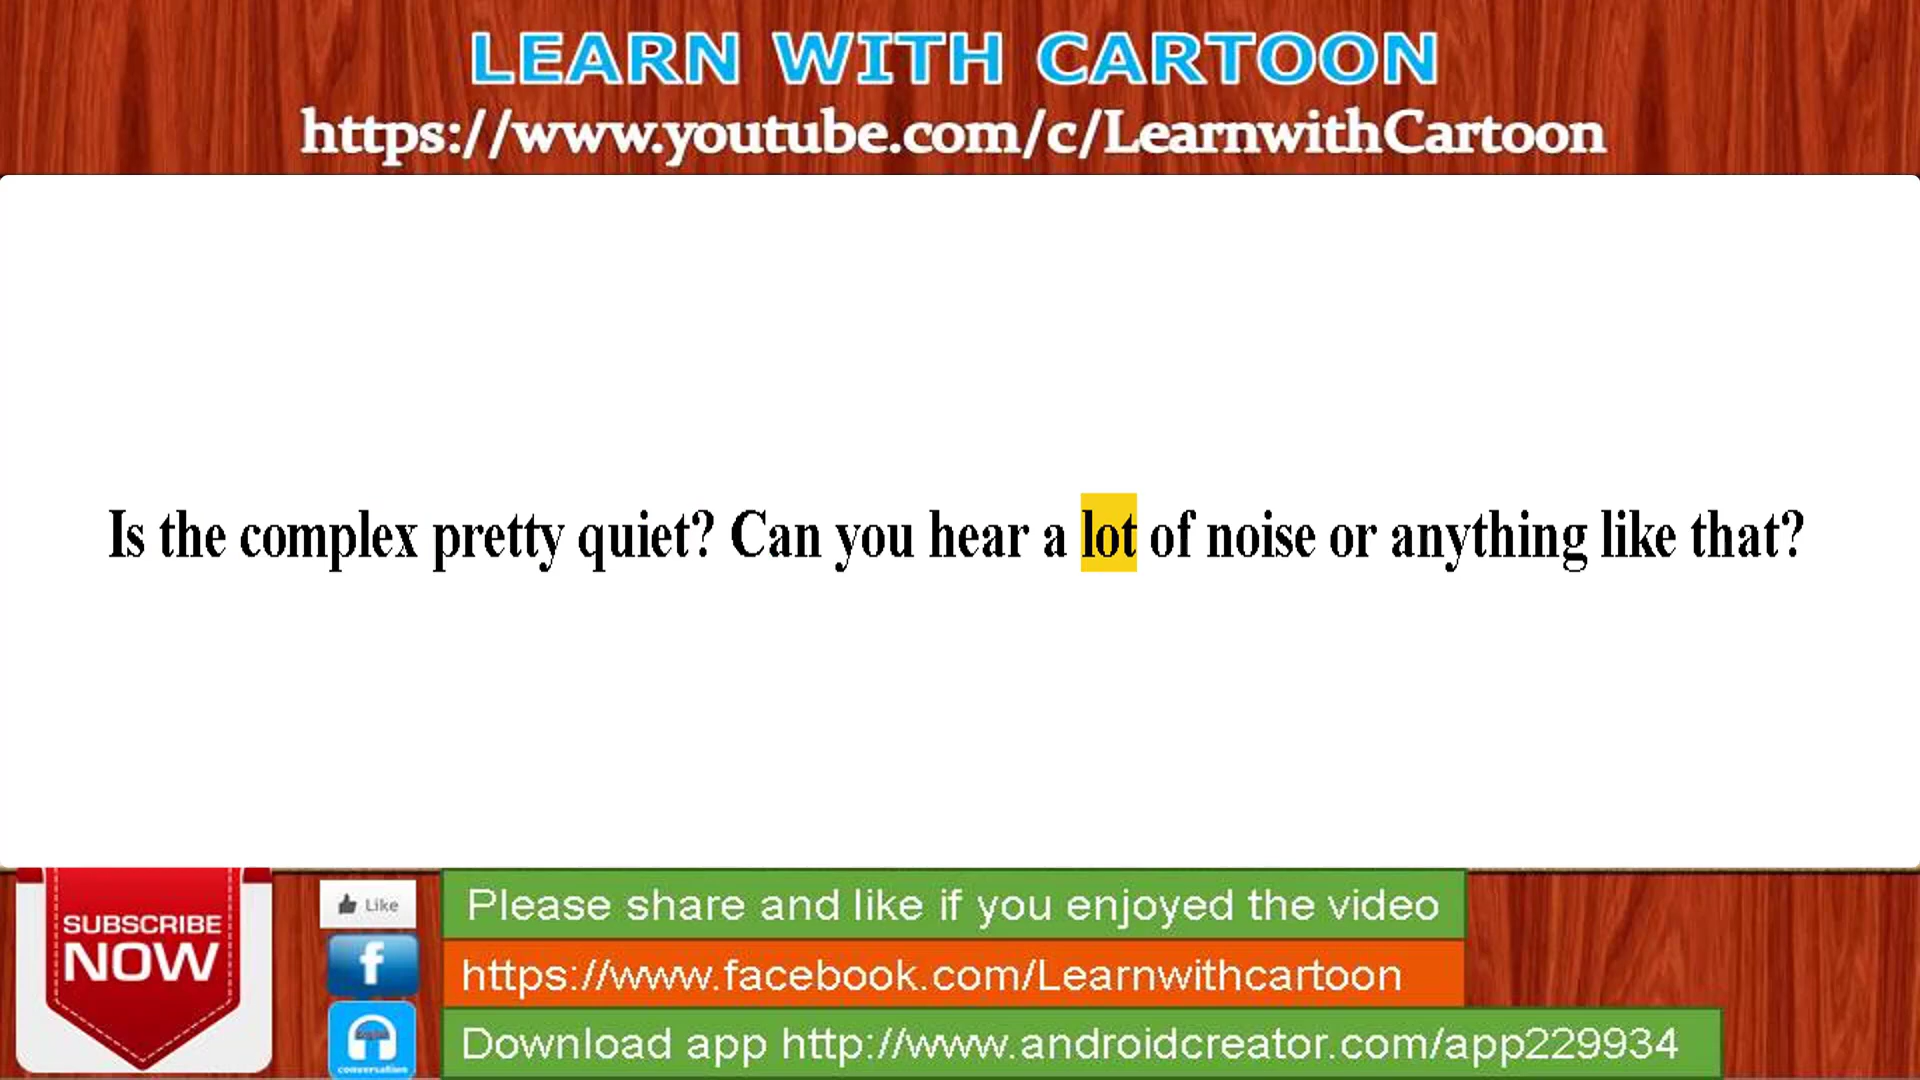 LEARN WITH CARTOON
https://www.youtube.com/c/LearnwithCartoon
Is the complex pretty quiet? Can you hear a lot of noise or anything like that?
SUBSCRIBE
NOW
Like
f
Please share and like if you enjoyed the video
https://www.facebook.com/Learnwithcartoon
English
conversation
Download app http://www.androidcreator.com/app229934